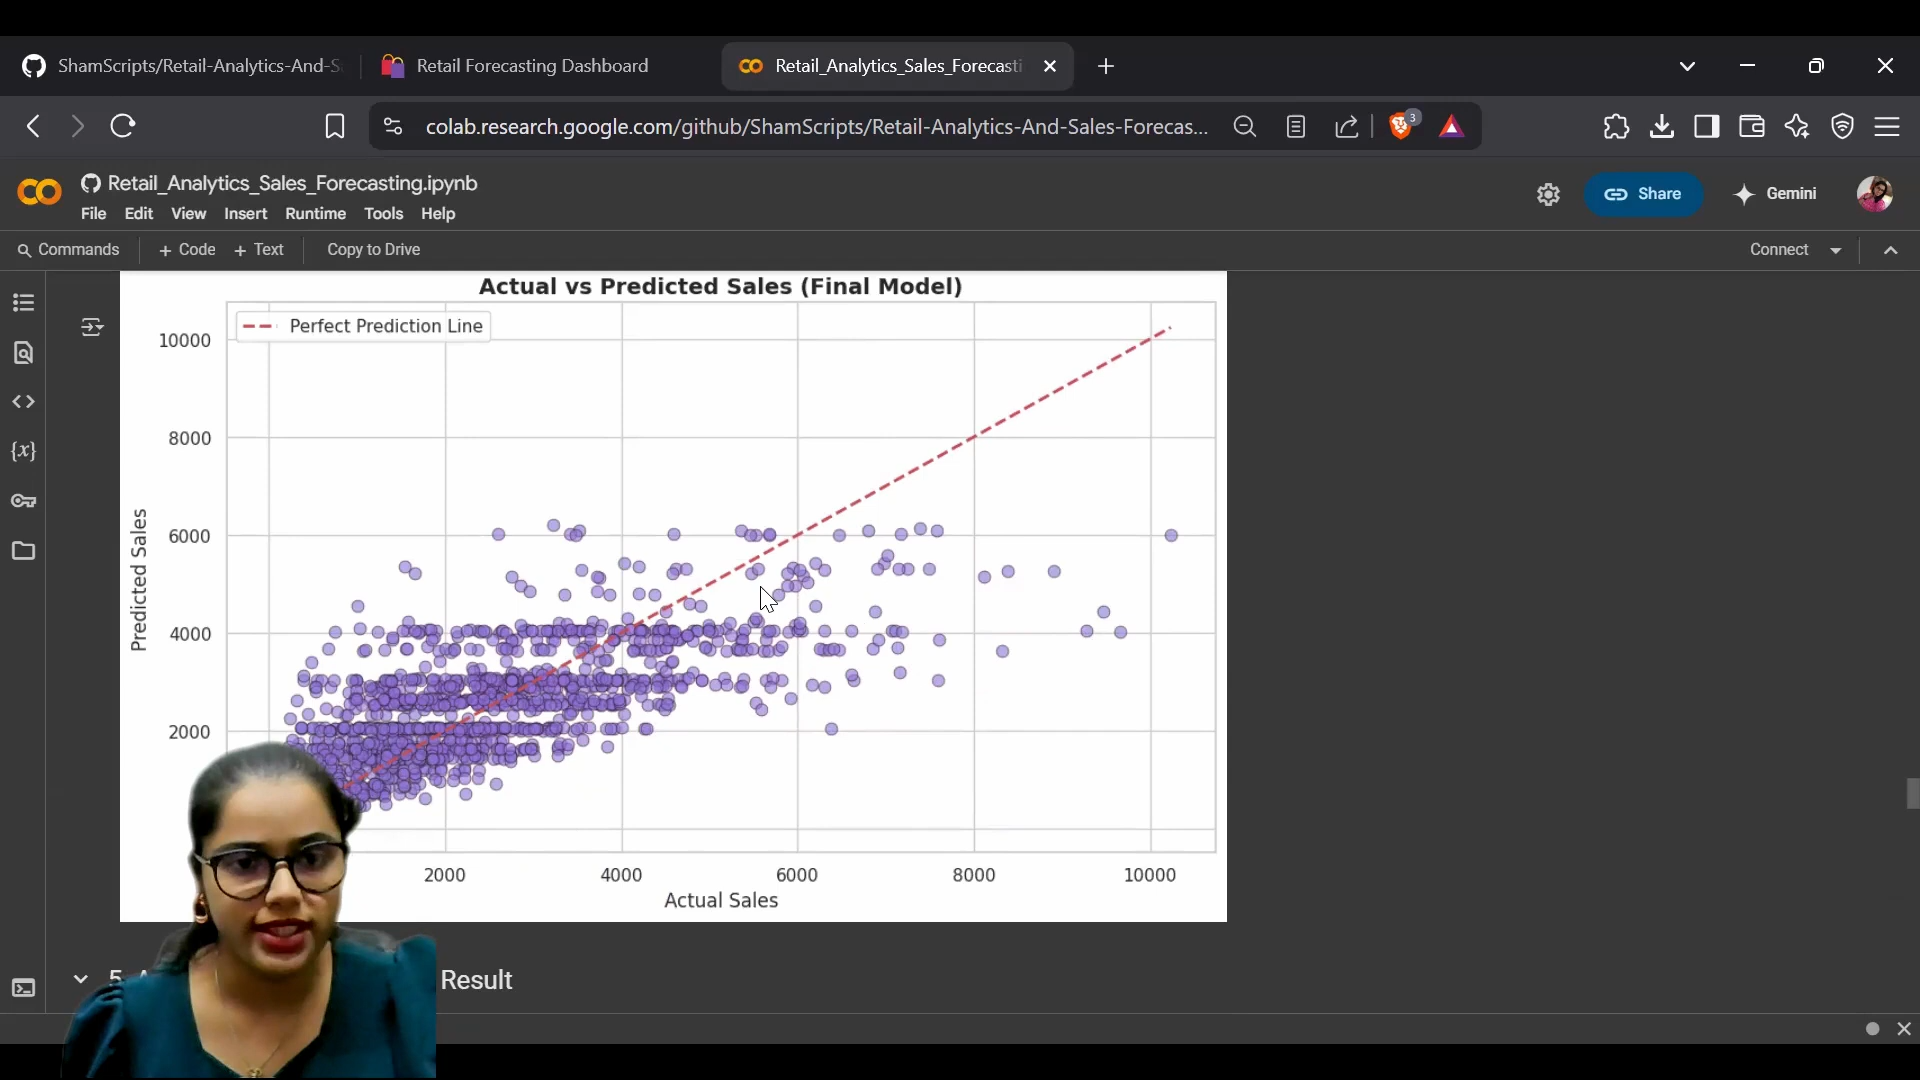 ShamScripts/Retail-Analytics-And-S
Retail Forecasting Dashboard
Retail_Analytics_Sales_Forecasti
colab.research.google.com/github/ShamScripts/Retail-Analytics-And-Sales-Forecas...
3
Retail_Analytics_Sales_Forecasting.ipynb
File Edit View Insert Runtime Tools Help
Share
Gemini
Commands + Code + Text Copy to Drive
Connect
Actual vs Predicted Sales (Final Model)
Perfect Prediction Line
10000
8000
6000
4000
2000
Predicted Sales
2000 4000 6000 8000 10000
Actual Sales
Result